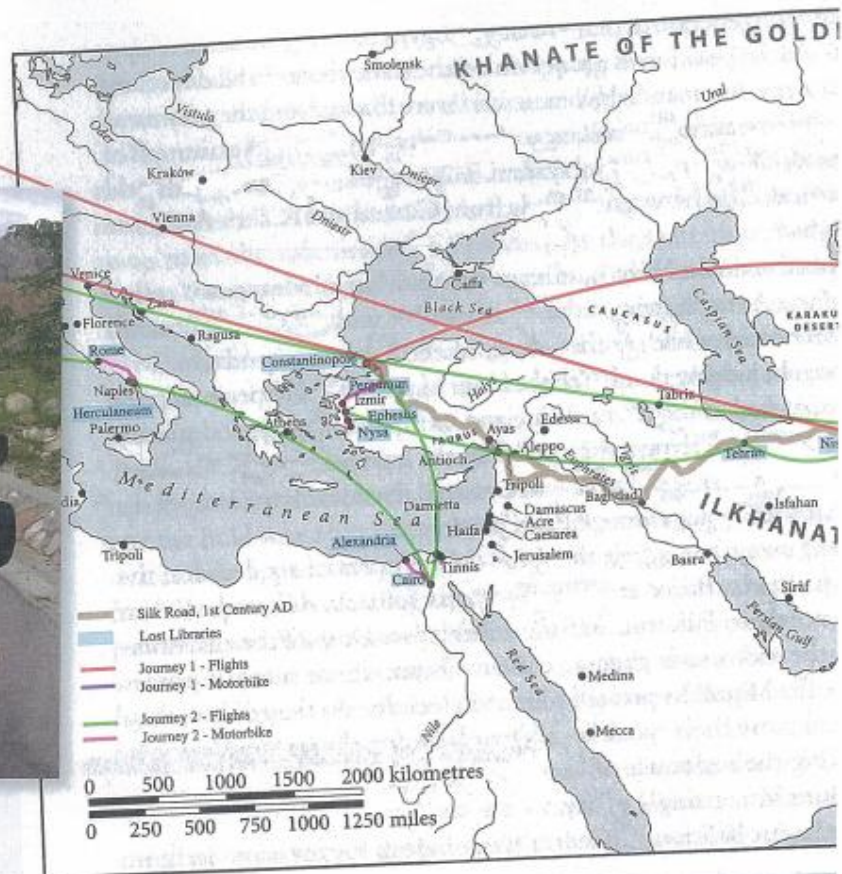 KHANATE OF THE GOLD
Smolensk
Ural
Vistula
Oder
Kraków
Kiev
Dnieper
Dniestr
Vienna
Venice
Zara
Caffa
Black Sea
CAUCASUS
Caspian Sea
KARAKU
DESERT
Florence
Ragusa
Rome
Constantinople
Naples
Pergamum
Izmir
Halys
Tabriz
Herculaneum
Ephesus
Palermo
Athens
Nysa
TAURUS
Ayas
Edessa
Aleppo
Tigris
Antioch
Euphrates
Tehran
Nis
Mediterranean Sea
Damietta
Tripoli
Baghdad
Isfahan
Damascus
ILKHANAT
Alexandria
Haifa
Acre
Caesarea
Tripoli
Tinnis
Jerusalem
Basra
Cairo
Siraf
Persian Gulf
Silk Road, 1st Century AD
Lost Libraries
Red Sea
Journey 1 - Flights
Journey 1 - Motorbike
Medina
Journey 2 - Flights
Journey 2 - Motorbike
Nile
Mecca
0 500 1000 1500 2000 kilometres
0 250 500 750 1000 1250 miles